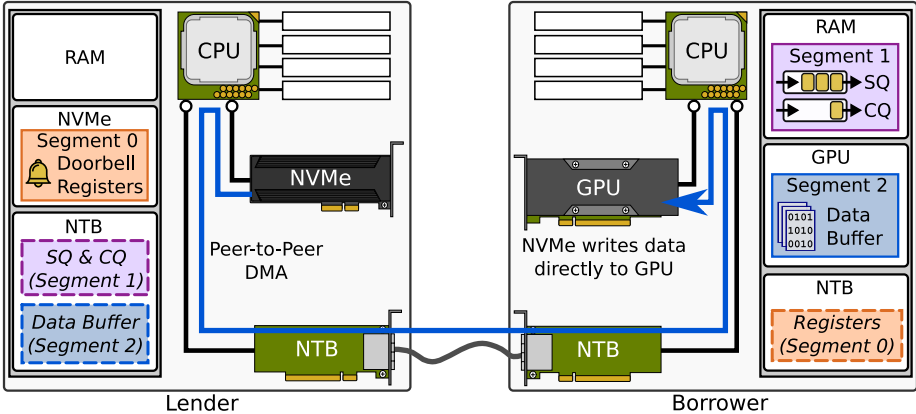 RAM
NVMe
Segment 0
Doorbell
Registers
NTB
SQ & CQ
(Segment 1)
Data Buffer
(Segment 2)
CPU
NVMe
Peer-to-Peer
DMA
NTB
Lender
CPU
GPU
NVMe writes data
directly to GPU
NTB
Borrower
RAM
Segment 1
SQ
CQ
GPU
Segment 2
0101
1010
0010
Data
Buffer
NTB
Registers
(Segment 0)